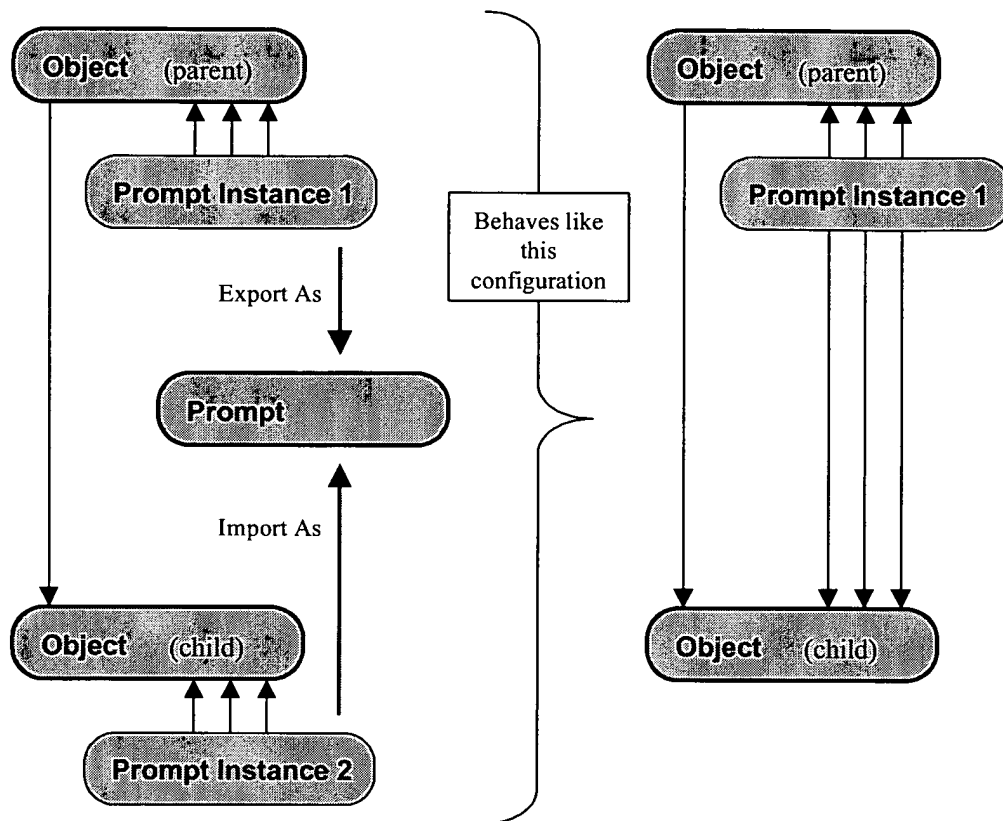 Object (parent)
Prompt Instance 1
Export As
Prompt
Import As
Object (child)
Prompt Instance 2
Behaves like
this
configuration
Object (parent)
Prompt Instance 1
Object (child)